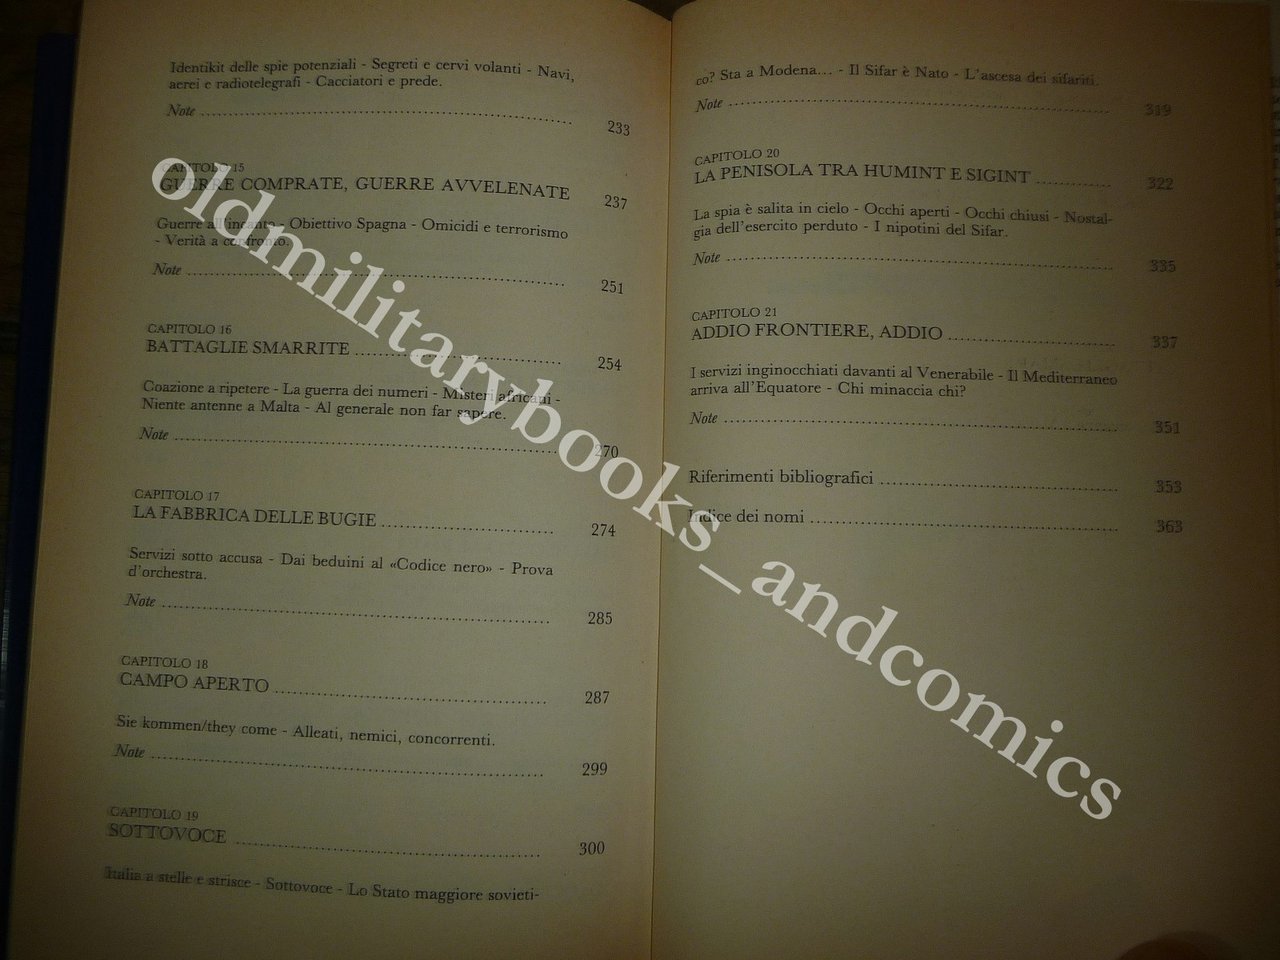 Identikit delle spie potenziali - Segreti e cervi volanti - Navi,
aerei e radiotelegrafi - Cacciatori e prede.
Note ........ 233
CAPITOLO 15
GUERRE COMPRATE, GUERRE AVVELENATE 237
Guerre all'incanto - Obiettivo Spagna - Omicidi e terrorismo
- Verità a confronto.
Note ........ 251
CAPITOLO 16
BATTAGLIE SMARRITE ........ 254
Coazione a ripetere - La guerra dei numeri - Misteri africani -
Niente antenne a Malta - Al generale non far sapere.
Note ........ 270
CAPITOLO 17
LA FABBRICA DELLE BUGIE ........ 274
Servizi sotto accusa - Dai beduini al «Codice nero» - Prova
d'orchestra.
Note ........ 285
CAPITOLO 18
CAMPO APERTO ........ 287
Sie kommen/they come - Alleati, nemici, concorrenti.
Note ........ 299
CAPITOLO 19
SOTTOVOCE ........ 300
Italia a stelle e strisce - Sottovoce - Lo Stato maggiore sovieti-
co? Sta a Modena... - Il Sifar è Nato - L'ascesa dei sifariti.
Note ........ 319
CAPITOLO 20
LA PENISOLA TRA HUMINT E SIGINT ........ 322
La spia è salita in cielo - Occhi aperti - Occhi chiusi - Nostal-
gia dell'esercito perduto - I nipotini del Sifar.
Note ........ 335
CAPITOLO 21
ADDIO FRONTIERE, ADDIO ........ 337
I servizi inginocchiati davanti al Venerabile - Il Mediterraneo
arriva all'Equatore - Chi minaccia chi?
Note ........ 351
Riferimenti bibliografici ........ 353
Indice dei nomi ........ 363
oldmilitarybooks_andcomics